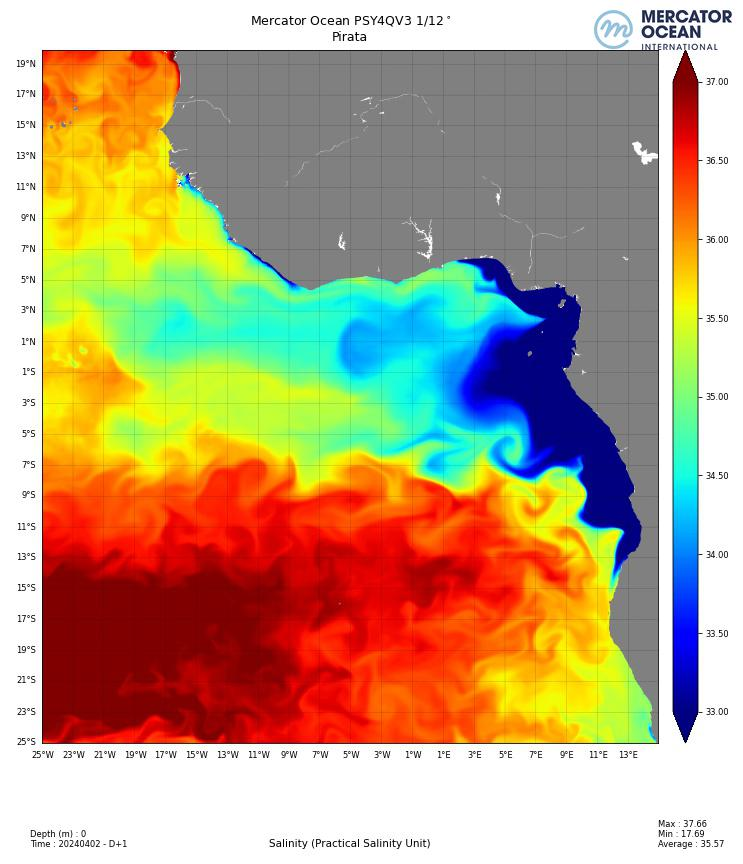 Mercator Ocean PSY4QV3 1/12°
Pirata
MERCATOR
OCEAN
INTERNATIONAL
19°N
17°N
15°N
13°N
11°N
9°N
7°N
5°N
3°N
1°N
1°S
3°S
5°S
7°S
9°S
11°S
13°S
15°S
17°S
19°S
21°S
23°S
25°S
25°W 23°W 21°W 19°W 17°W 15°W 13°W 11°W 9°W 7°W 5°W 3°W 1°W 1°E 3°E 5°E 7°E 9°E 11°E 13°E
37.00
36.50
36.00
35.50
35.00
34.50
34.00
33.50
33.00
Depth (m) : 0
Time : 20240402 - D+1
Salinity (Practical Salinity Unit)
Max : 37.66
Min : 17.69
Average : 35.57